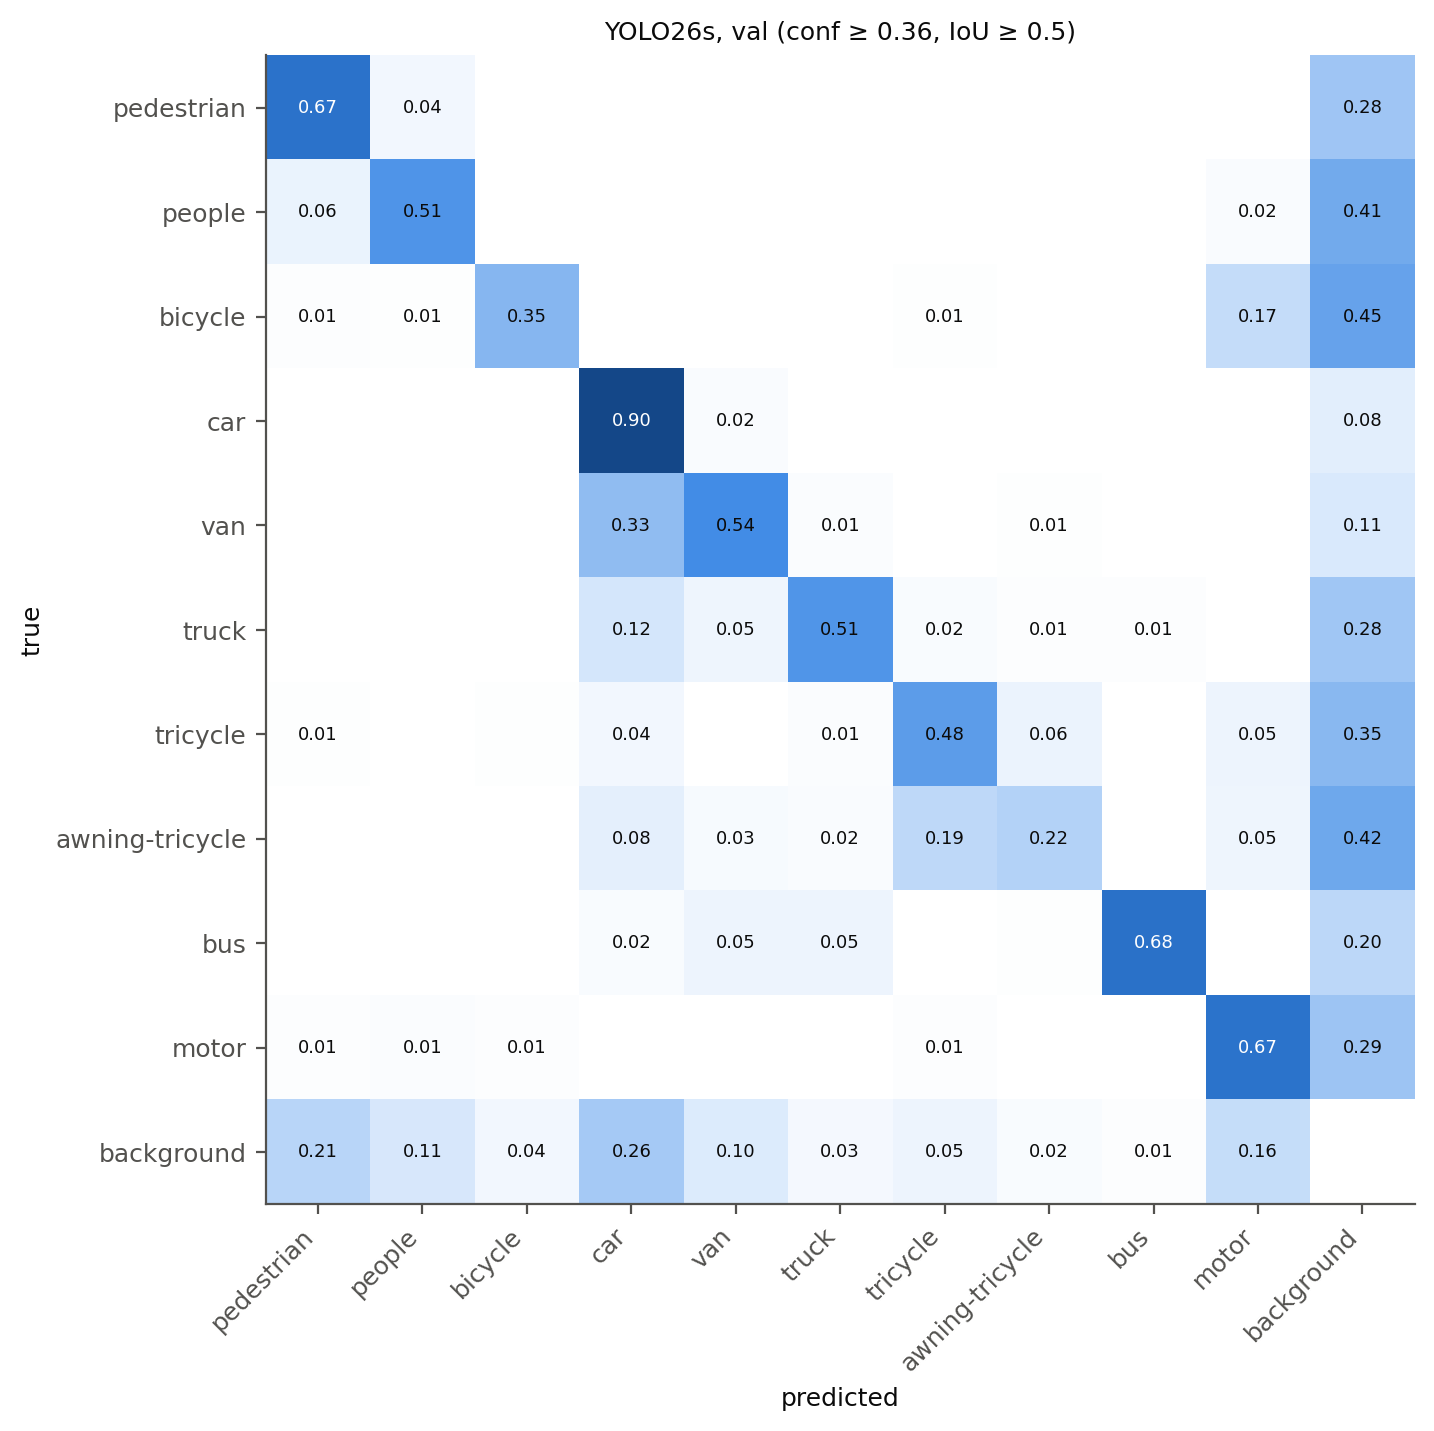 YOLO26s, val (conf ≥ 0.36, IoU ≥ 0.5)
pedestrian 0.67 0.04 0.28
people 0.06 0.51 0.02 0.41
bicycle 0.01 0.01 0.35 0.01 0.17 0.45
car 0.90 0.02 0.08
van 0.33 0.54 0.01 0.01 0.11
truck 0.12 0.05 0.51 0.02 0.01 0.01 0.28
tricycle 0.01 0.04 0.01 0.48 0.06 0.05 0.35
awning-tricycle 0.08 0.03 0.02 0.19 0.22 0.05 0.42
bus 0.02 0.05 0.05 0.68 0.20
motor 0.01 0.01 0.01 0.01 0.67 0.29
background 0.21 0.11 0.04 0.26 0.10 0.03 0.05 0.02 0.01 0.16
true
pedestrian people bicycle car van truck tricycle awning-tricycle bus motor background
predicted